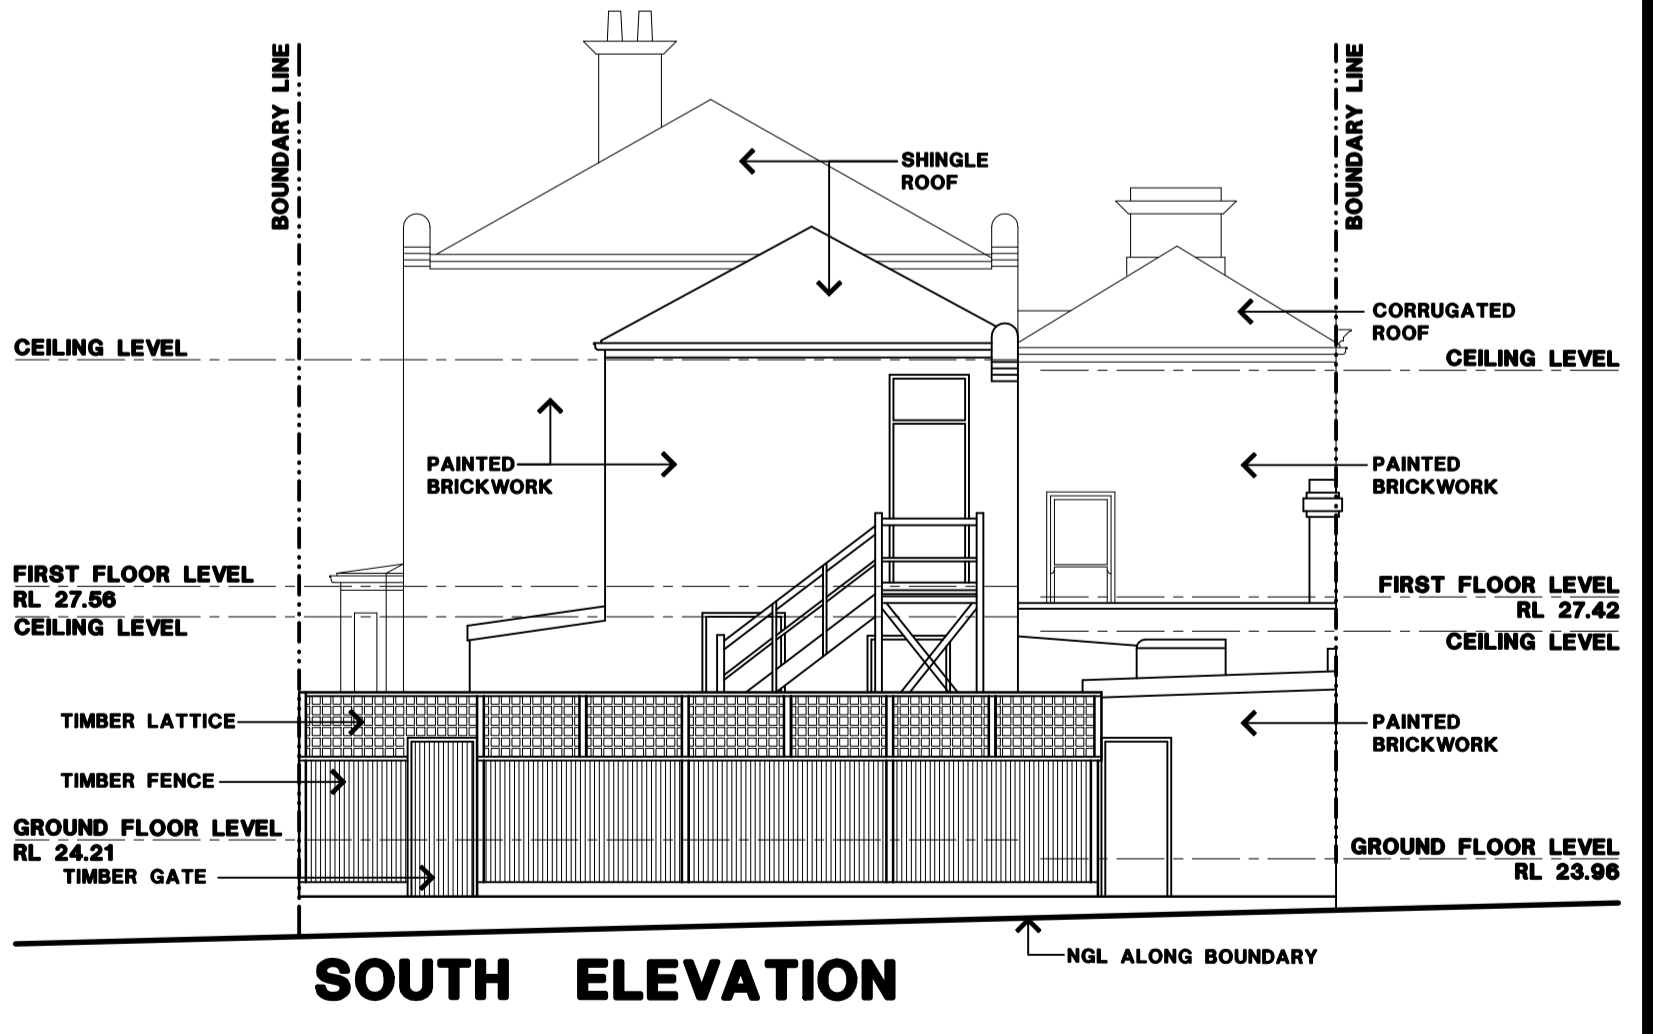 BOUNDARY LINE
BOUNDARY LINE
SHINGLE
ROOF
CORRUGATED
ROOF
CEILING LEVEL
CEILING LEVEL
PAINTED
BRICKWORK
PAINTED
BRICKWORK
FIRST FLOOR LEVEL
RL 27.56
CEILING LEVEL
FIRST FLOOR LEVEL
RL 27.42
CEILING LEVEL
TIMBER LATTICE
PAINTED
BRICKWORK
TIMBER FENCE
GROUND FLOOR LEVEL
RL 24.21
TIMBER GATE
GROUND FLOOR LEVEL
RL 23.96
NGL ALONG BOUNDARY
SOUTH ELEVATION